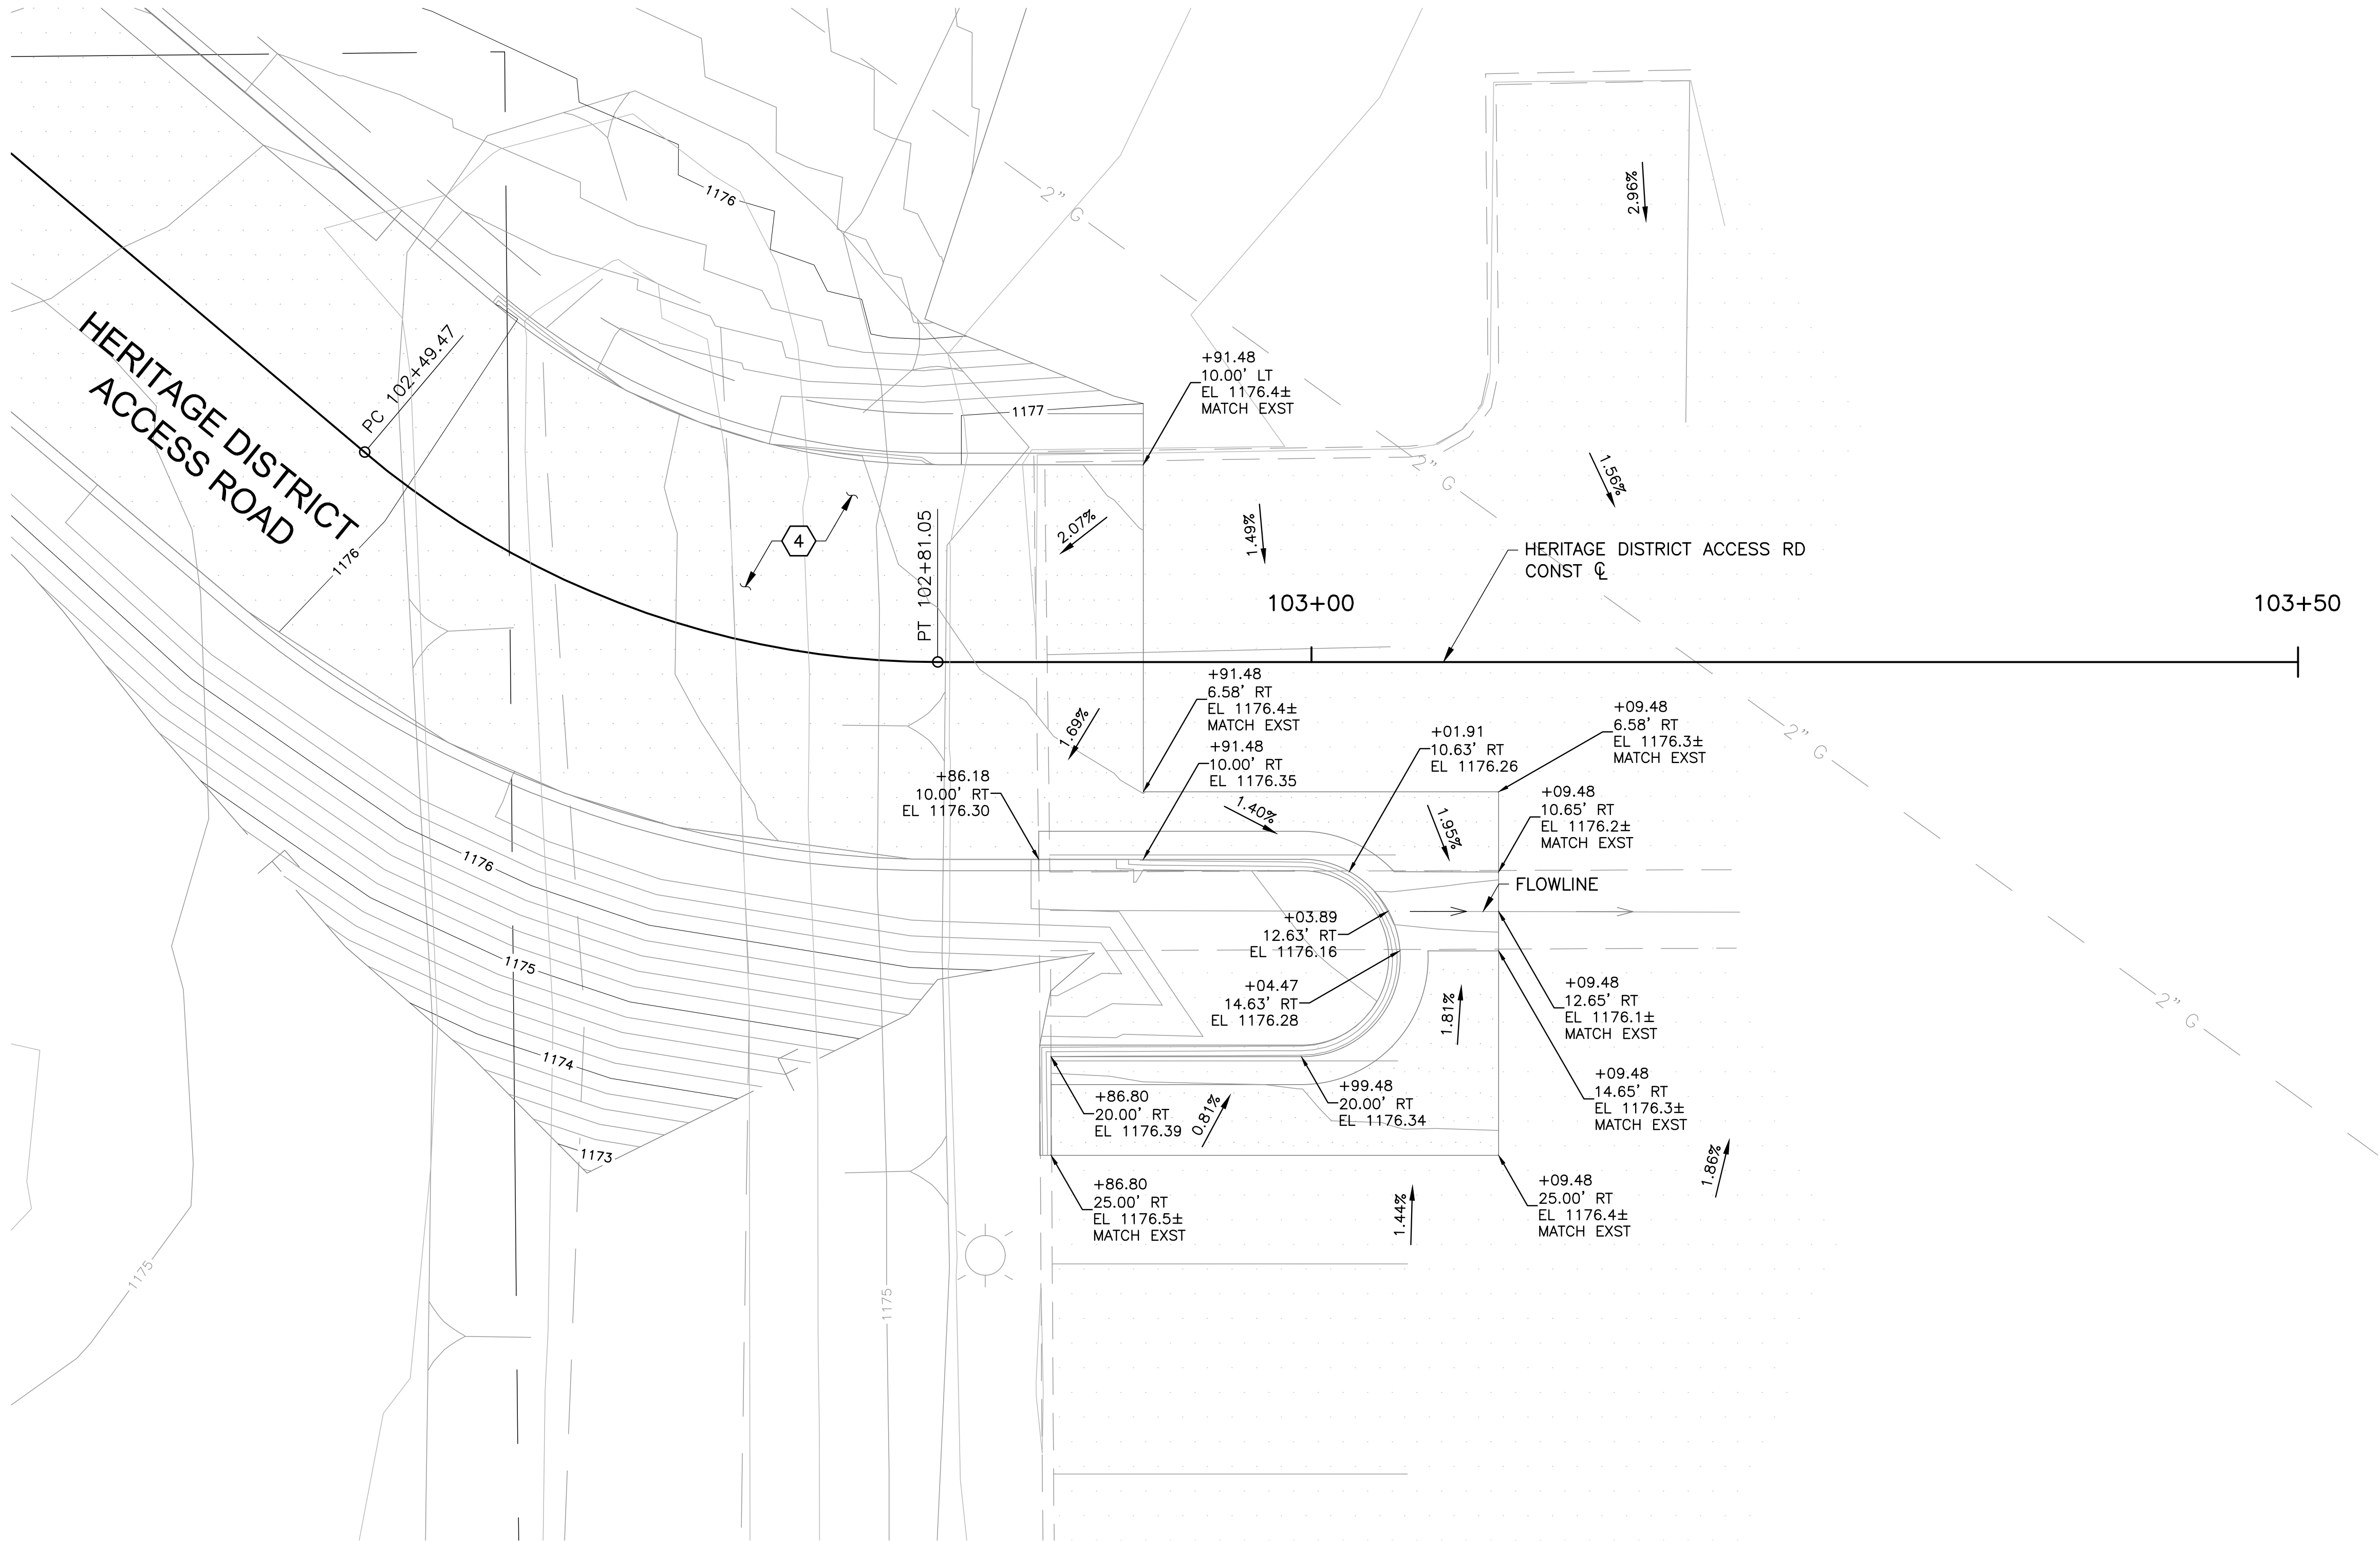 HERITAGE DISTRICT
ACCESS ROAD
PC 102+49.47
PT 102+81.05
1176
1177
1176
4
2" G
2" G
2" G
2" G
2.96%
1.56%
2.07%
1.49%
+91.48
10.00' LT
EL 1176.4±
MATCH EXST
HERITAGE DISTRICT ACCESS RD
CONST ℄
103+00
103+50
+91.48
6.58' RT
EL 1176.4±
MATCH EXST
1.69%
+91.48
10.00' RT
EL 1176.35
+86.18
10.00' RT
EL 1176.30
+01.91
10.63' RT
EL 1176.26
+09.48
6.58' RT
EL 1176.3±
MATCH EXST
1.40%
1.95%
+09.48
10.65' RT
EL 1176.2±
MATCH EXST
FLOWLINE
+03.89
12.63' RT
EL 1176.16
+04.47
14.63' RT
EL 1176.28
1.81%
+09.48
12.65' RT
EL 1176.1±
MATCH EXST
+09.48
14.65' RT
EL 1176.3±
MATCH EXST
+86.80
20.00' RT
EL 1176.39
0.81%
+99.48
20.00' RT
EL 1176.34
+86.80
25.00' RT
EL 1176.5±
MATCH EXST
1.44%
+09.48
25.00' RT
EL 1176.4±
MATCH EXST
1.86%
1176
1175
1174
1173
1175
1175